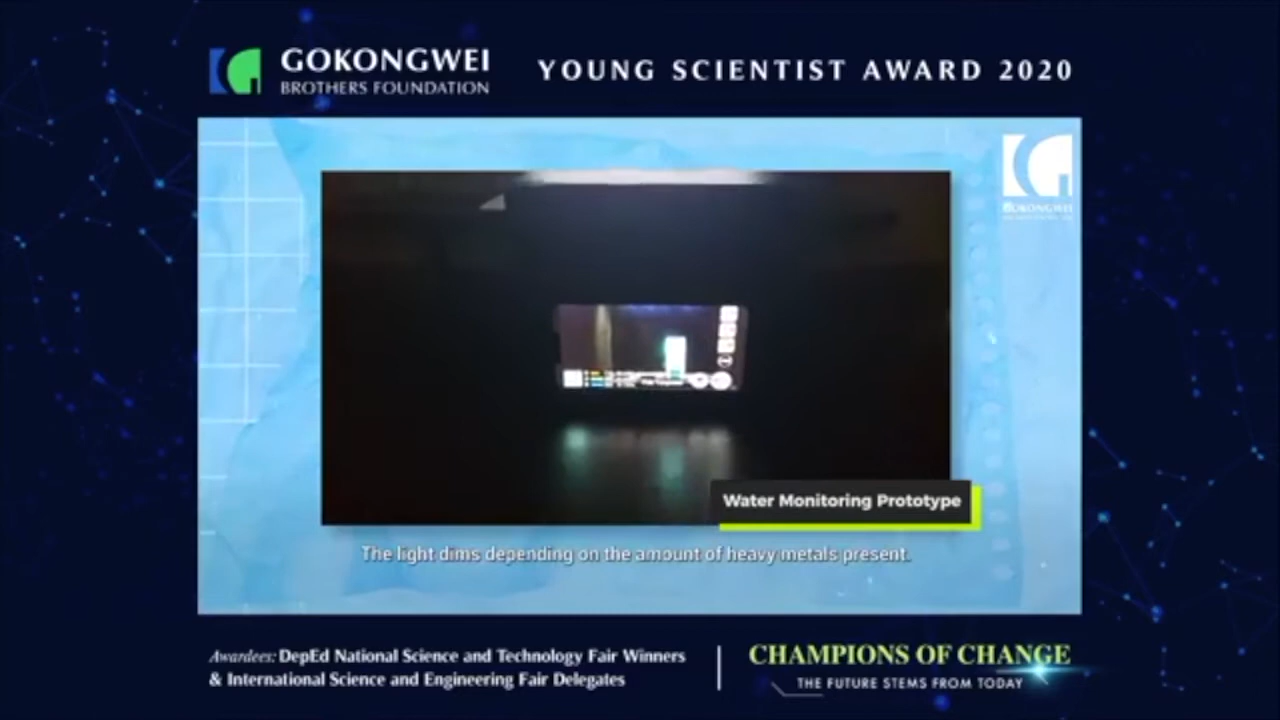 GOKONGWEI
BROTHERS FOUNDATION
YOUNG SCIENTIST AWARD 2020
GOKONGWEI
Water Monitoring Prototype
The light dims depending on the amount of heavy metals present.
Awardees: DepEd National Science and Technology Fair Winners
& International Science and Engineering Fair Delegates
CHAMPIONS OF CHANGE
THE FUTURE STEMS FROM TODAY